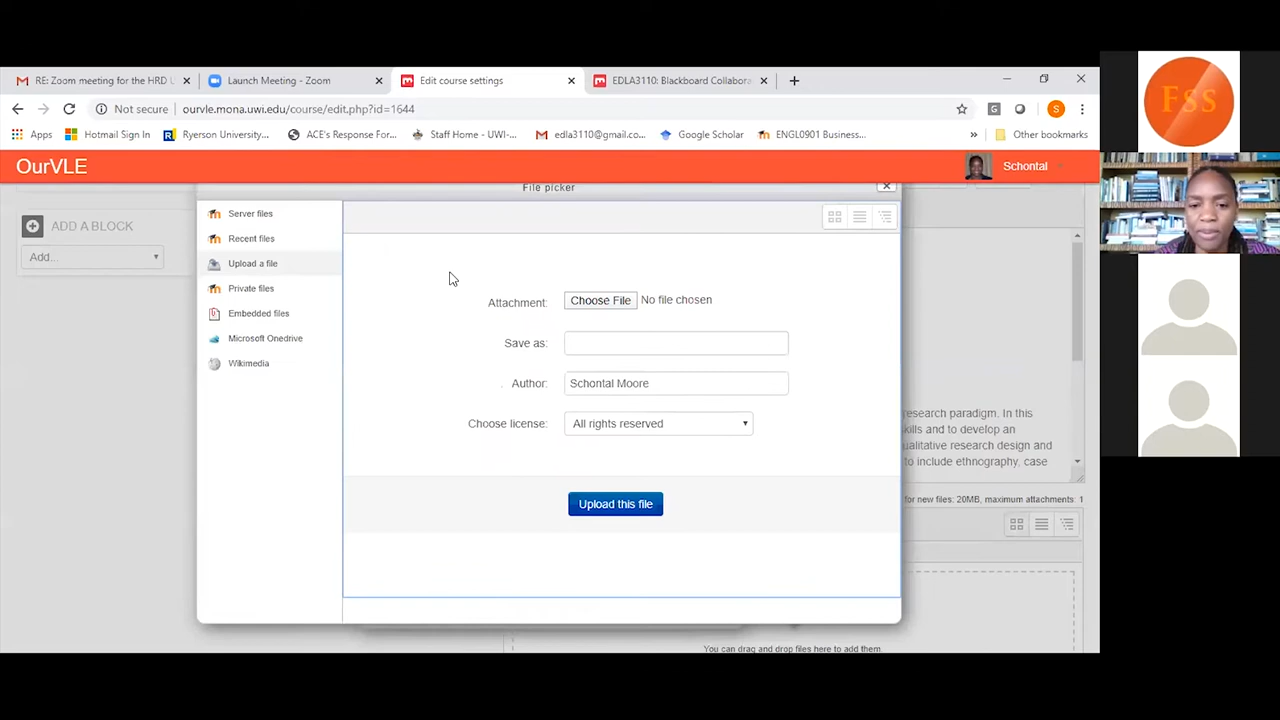 RE: Zoom meeting for the HRD U
Launch Meeting - Zoom
Edit course settings
EDLA3110: Blackboard Collabora
Not secure
ourvle.mona.uwi.edu/course/edit.php?id=1644
G
S
Apps
Hotmail Sign In
Ryerson University...
ACE's Response For...
Staff Home - UWI-...
edla3110@gmail.co...
Google Scholar
ENGL0901 Business...
»
Other bookmarks
OurVLE
Schontal
FSS
File picker
ADD A BLOCK
Add...
Server files
Recent files
Upload a file
Private files
Embedded files
Microsoft Onedrive
Wikimedia
Attachment:
Choose File
No file chosen
Save as:
Author:
Schontal Moore
Choose license:
All rights reserved
Upload this file
research paradigm. In this
skills and to develop an
ualitative research design and
to include ethnography, case
for new files: 20MB, maximum attachments: 1
You can drag and drop files here to add them.